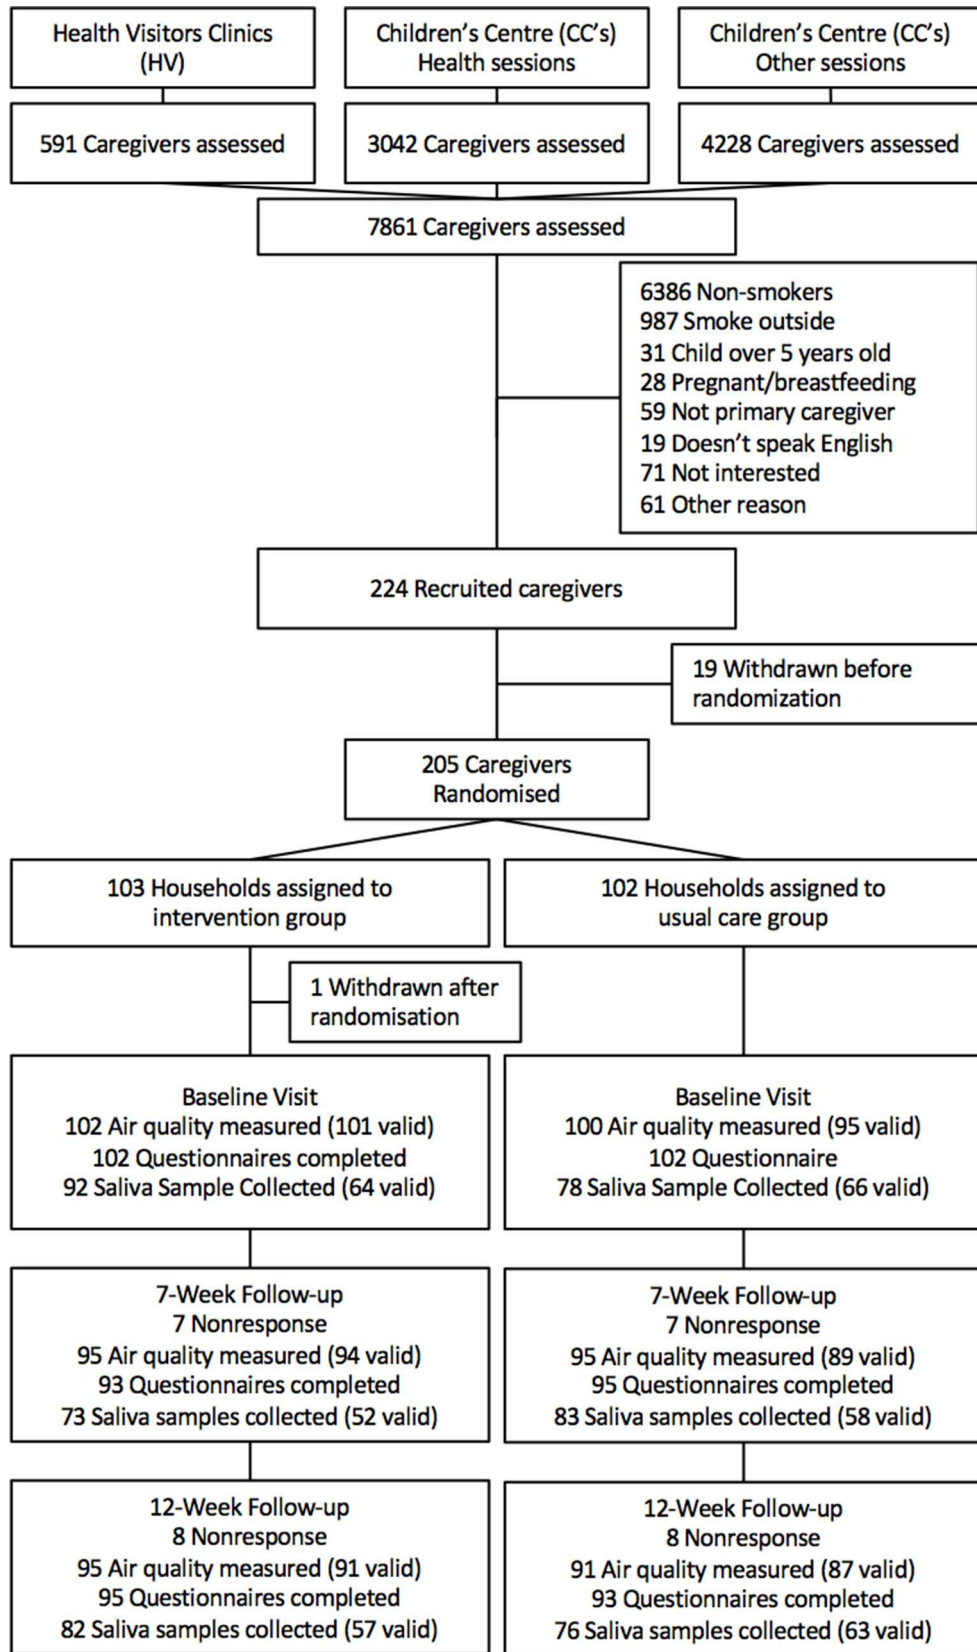 Health Visitors Clinics
(HV)
Children's Centre (CC's)
Health sessions
Children's Centre (CC's)
Other sessions
591 Caregivers assessed
3042 Caregivers assessed
4228 Caregivers assessed
7861 Caregivers assessed
6386 Non-smokers
987 Smoke outside
31 Child over 5 years old
28 Pregnant/breastfeeding
59 Not primary caregiver
19 Doesn't speak English
71 Not interested
61 Other reason
224 Recruited caregivers
19 Withdrawn before
randomization
205 Caregivers
Randomised
103 Households assigned to
intervention group
102 Households assigned to
usual care group
1 Withdrawn after
randomisation
Baseline Visit
102 Air quality measured (101 valid)
102 Questionnaires completed
92 Saliva Sample Collected (64 valid)
Baseline Visit
100 Air quality measured (95 valid)
102 Questionnaire
78 Saliva Sample Collected (66 valid)
7-Week Follow-up
7 Nonresponse
95 Air quality measured (94 valid)
93 Questionnaires completed
73 Saliva samples collected (52 valid)
7-Week Follow-up
7 Nonresponse
95 Air quality measured (89 valid)
95 Questionnaires completed
83 Saliva samples collected (58 valid)
12-Week Follow-up
8 Nonresponse
95 Air quality measured (91 valid)
95 Questionnaires completed
82 Saliva samples collected (57 valid)
12-Week Follow-up
8 Nonresponse
91 Air quality measured (87 valid)
93 Questionnaires completed
76 Saliva samples collected (63 valid)